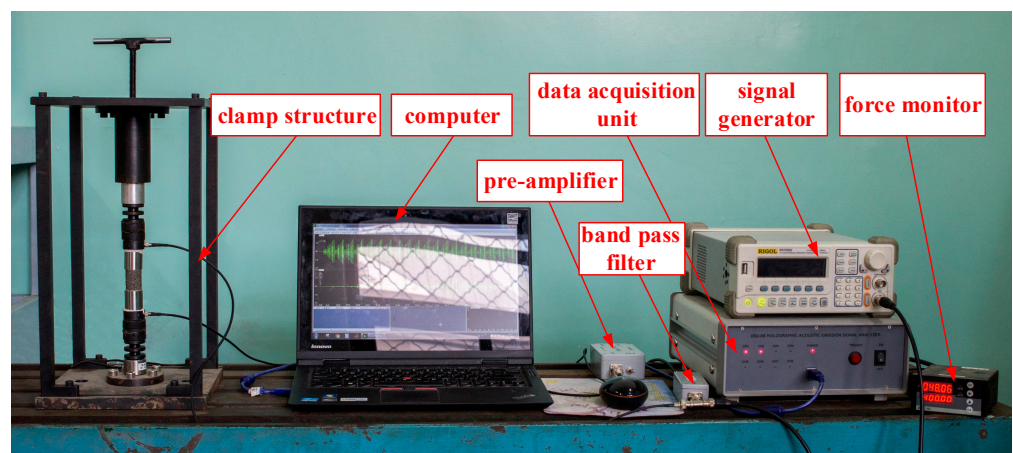 data acquisition
unit
signal
generator
force monitor
clamp structure
computer
pre-amplifier
band pass
filter
RIGOL
lenovo
048.06
400.00